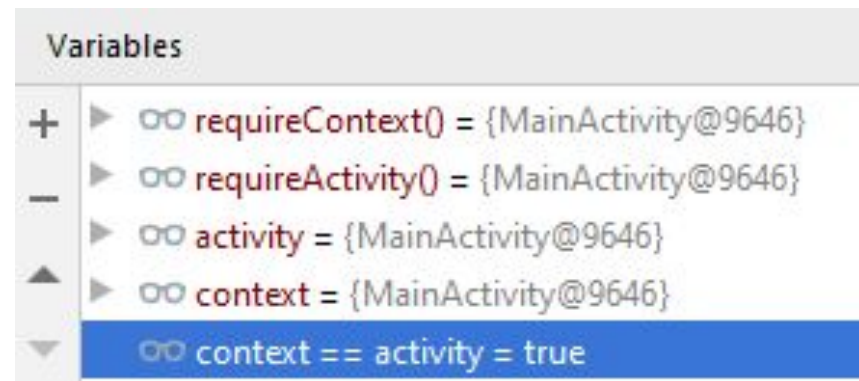 Variables
requireContext() = {MainActivity@9646}
requireActivity() = {MainActivity@9646}
activity = {MainActivity@9646}
context = {MainActivity@9646}
context == activity = true